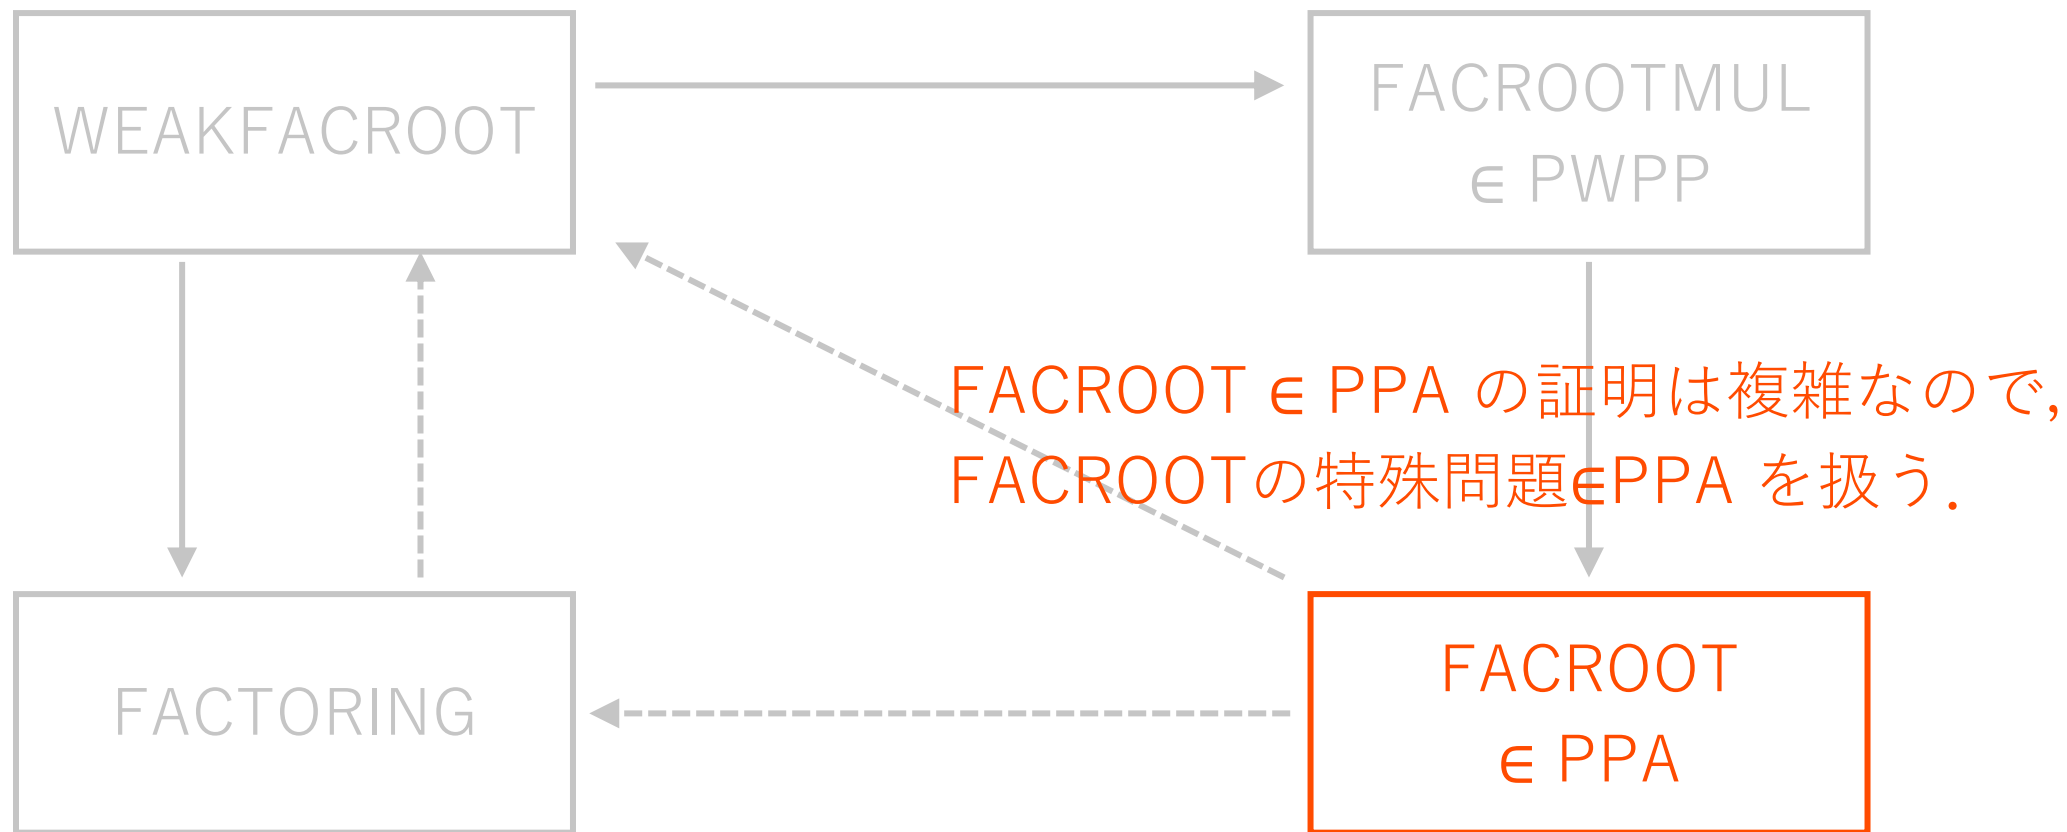 WEAKFACROOT
FACROOTMUL
∈ PWPP
FACROOT ∈ PPA の証明は複雑なので,
FACROOTの特殊問題∈PPA を扱う.
FACTORING
FACROOT
∈ PPA